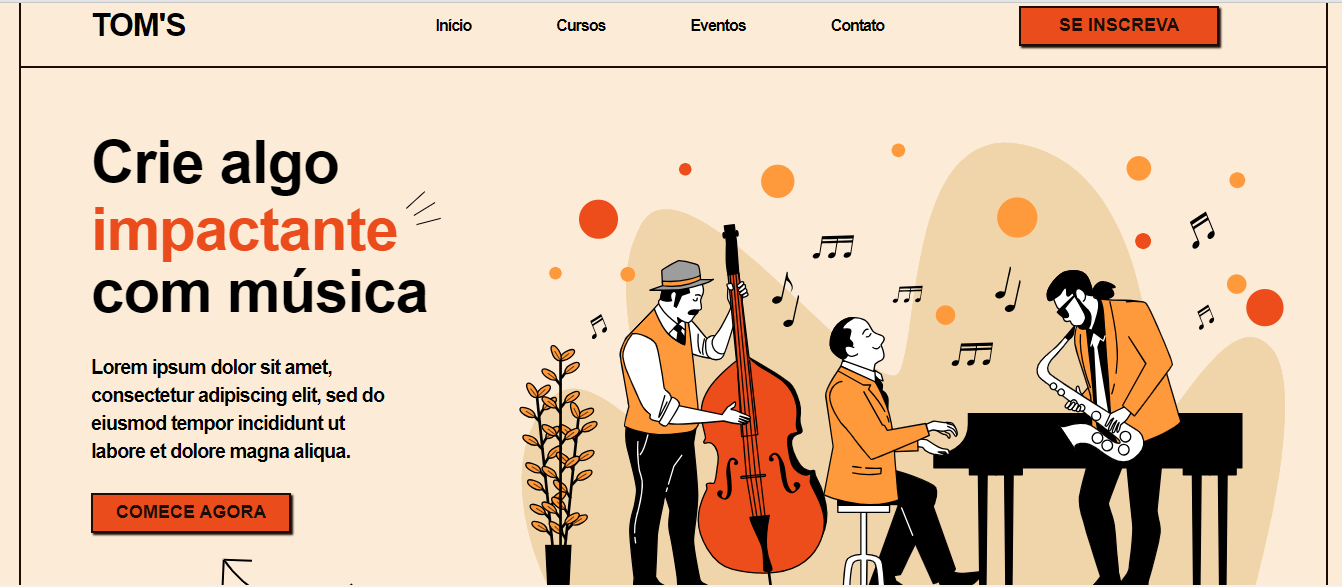 TOM'S
Início
Cursos
Eventos
Contato
SE INSCREVA
Crie algo
impactante
com música
Lorem ipsum dolor sit amet,
consectetur adipiscing elit, sed do
eiusmod tempor incididunt ut
labore et dolore magna aliqua.
COMECE AGORA